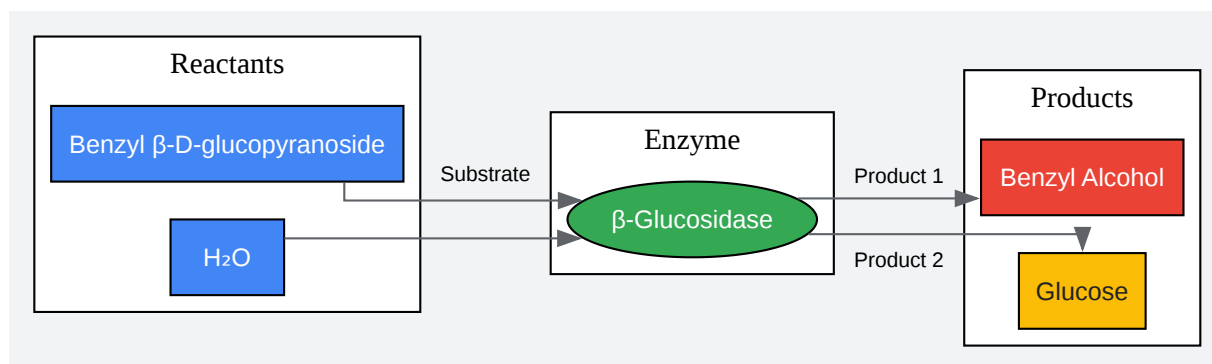 Reactants
Benzyl β-D-glucopyranoside
H₂O
Substrate
Enzyme
β-Glucosidase
Product 1
Product 2
Products
Benzyl Alcohol
Glucose